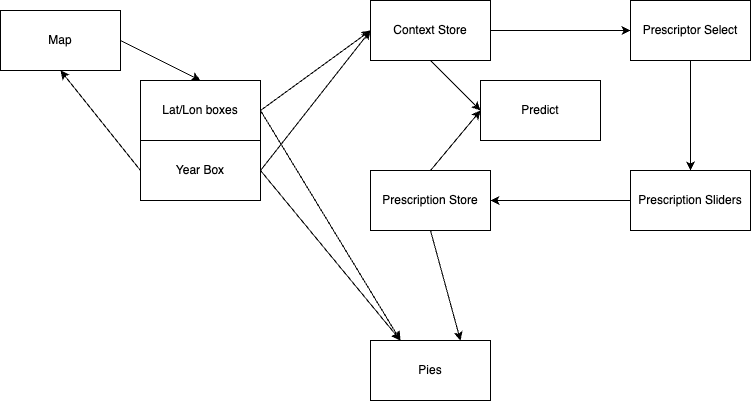 Map
Context Store
Prescriptor Select
Lat/Lon boxes
Predict
Year Box
Prescription Store
Prescription Sliders
Pies